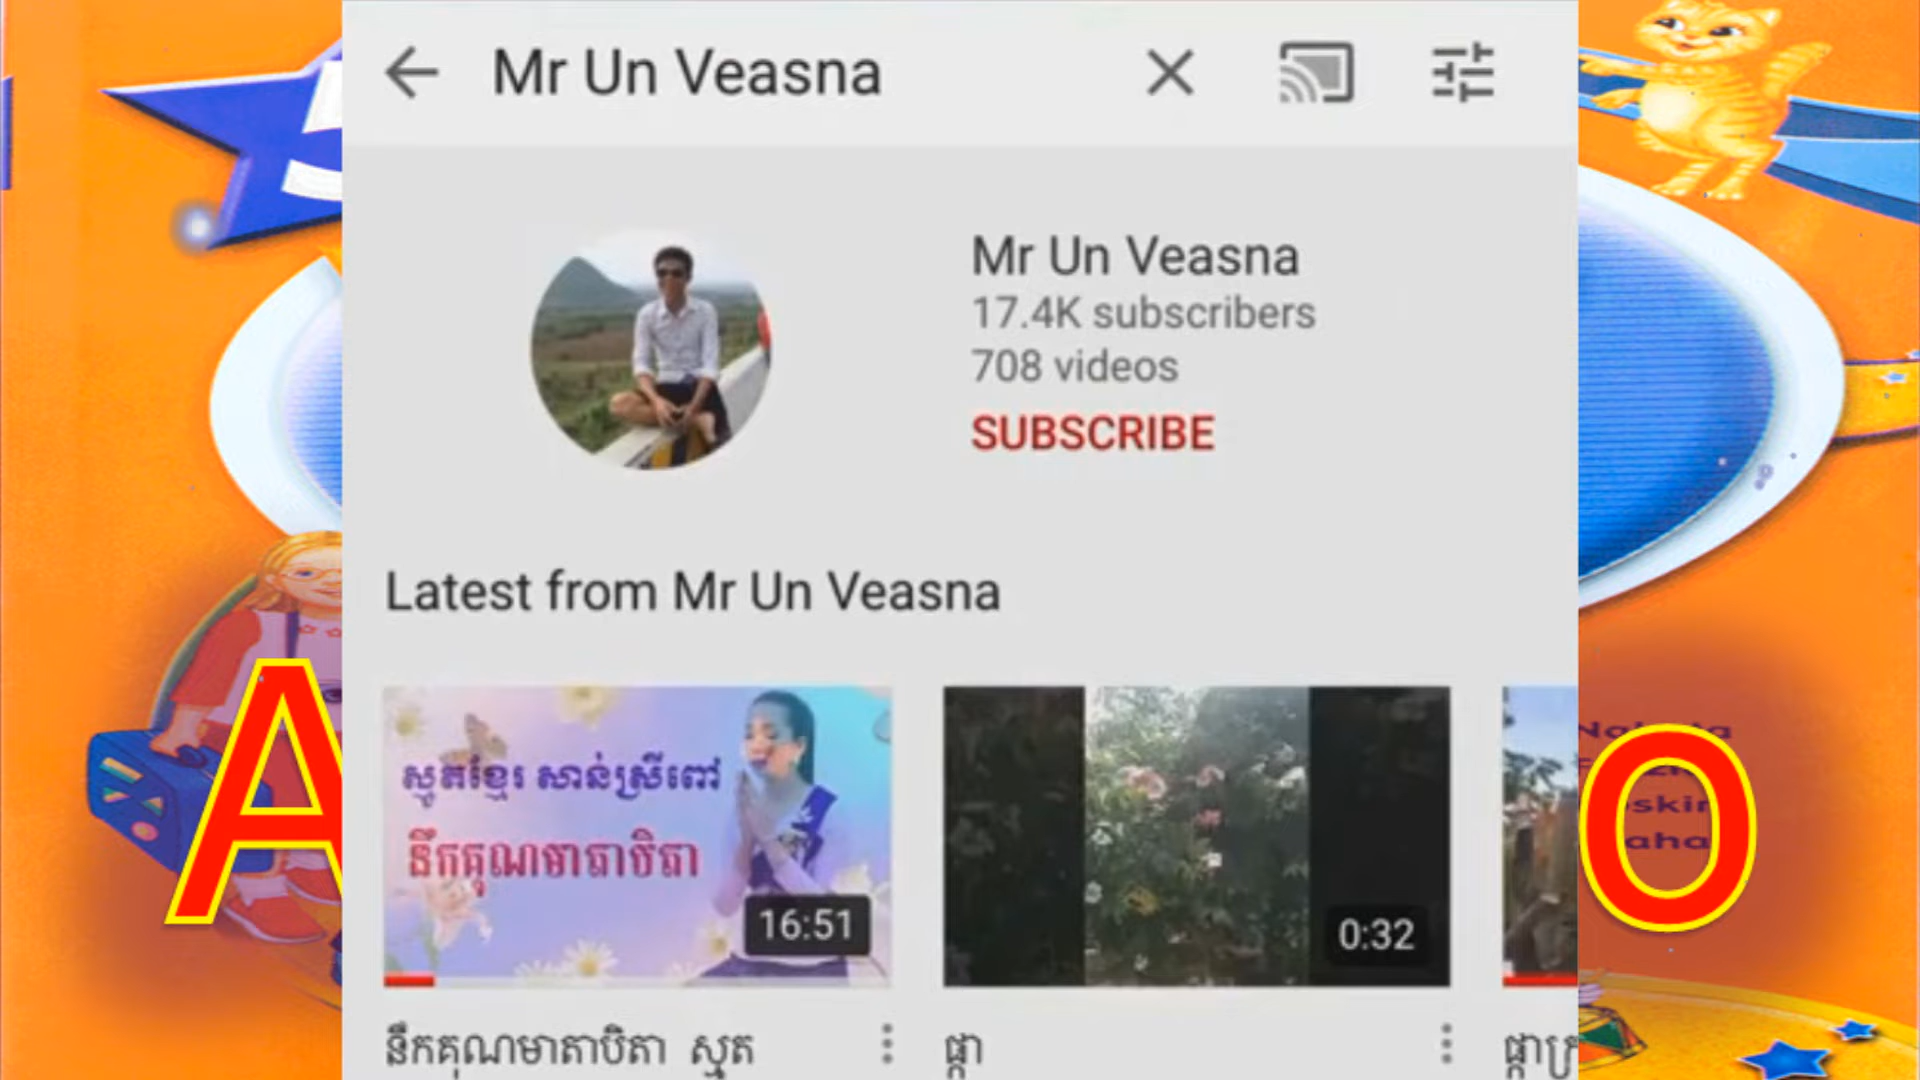 Mr Un Veasna
Mr Un Veasna
17.4K subscribers
708 videos
SUBSCRIBE
Latest from Mr Un Veasna
ស្មូតខ្មែរ សាន់ស្រីពៅ
នឹកគុណមាតាបិតា
16:51
0:32
នឹកគុណមាតាបិតា ស្មូត
ផ្កា
A
O